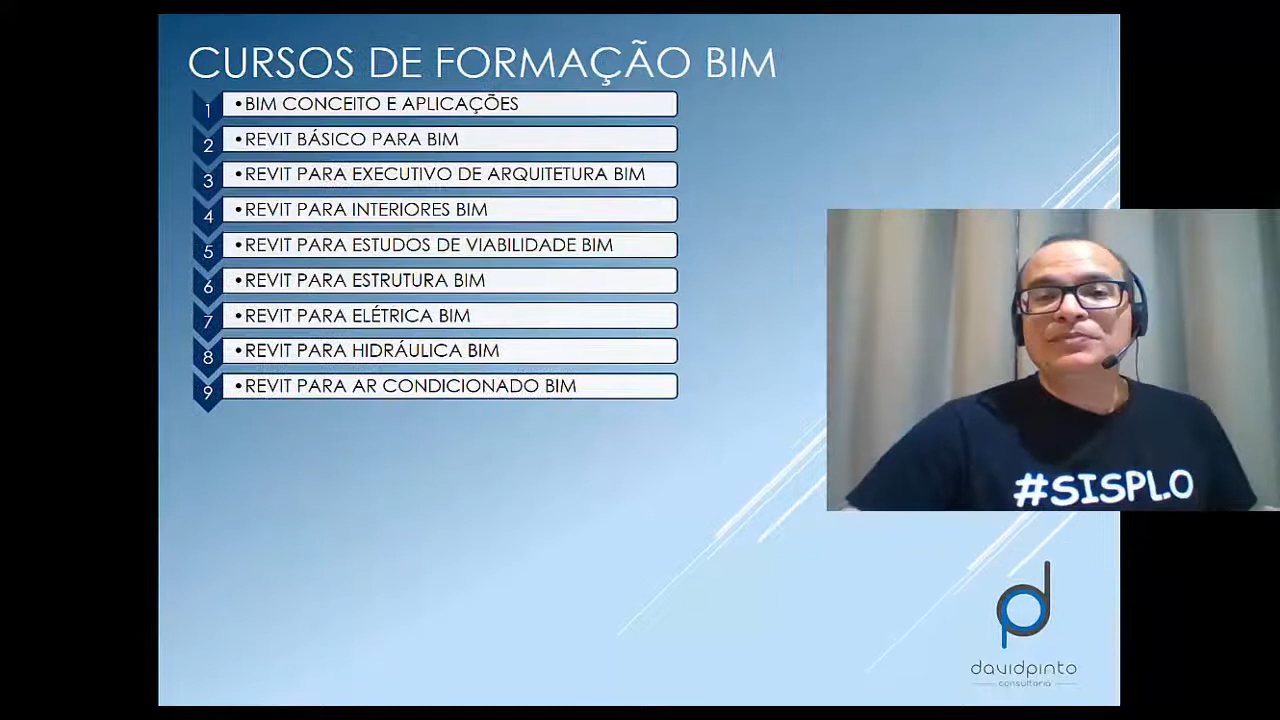 CURSOS DE FORMAÇÃO BIM
1 •BIM CONCEITO E APLICAÇÕES
2 •REVIT BÁSICO PARA BIM
3 •REVIT PARA EXECUTIVO DE ARQUITETURA BIM
4 •REVIT PARA INTERIORES BIM
5 •REVIT PARA ESTUDOS DE VIABILIDADE BIM
6 •REVIT PARA ESTRUTURA BIM
7 •REVIT PARA ELÉTRICA BIM
8 •REVIT PARA HIDRÁULICA BIM
9 •REVIT PARA AR CONDICIONADO BIM
#SISPL.O
davidpinto
consultoria